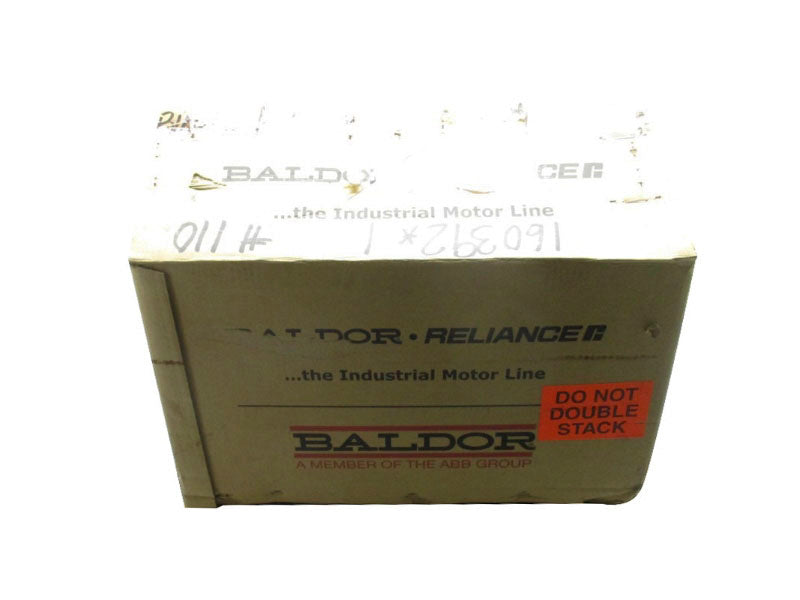 BALDO CE
...the Industrial Motor Line
160392* 1 # 110
BALDOR • RELIANCE
...the Industrial Motor Line
DO NOT
DOUBLE
STACK
BALDOR
A MEMBER OF THE ABB GROUP